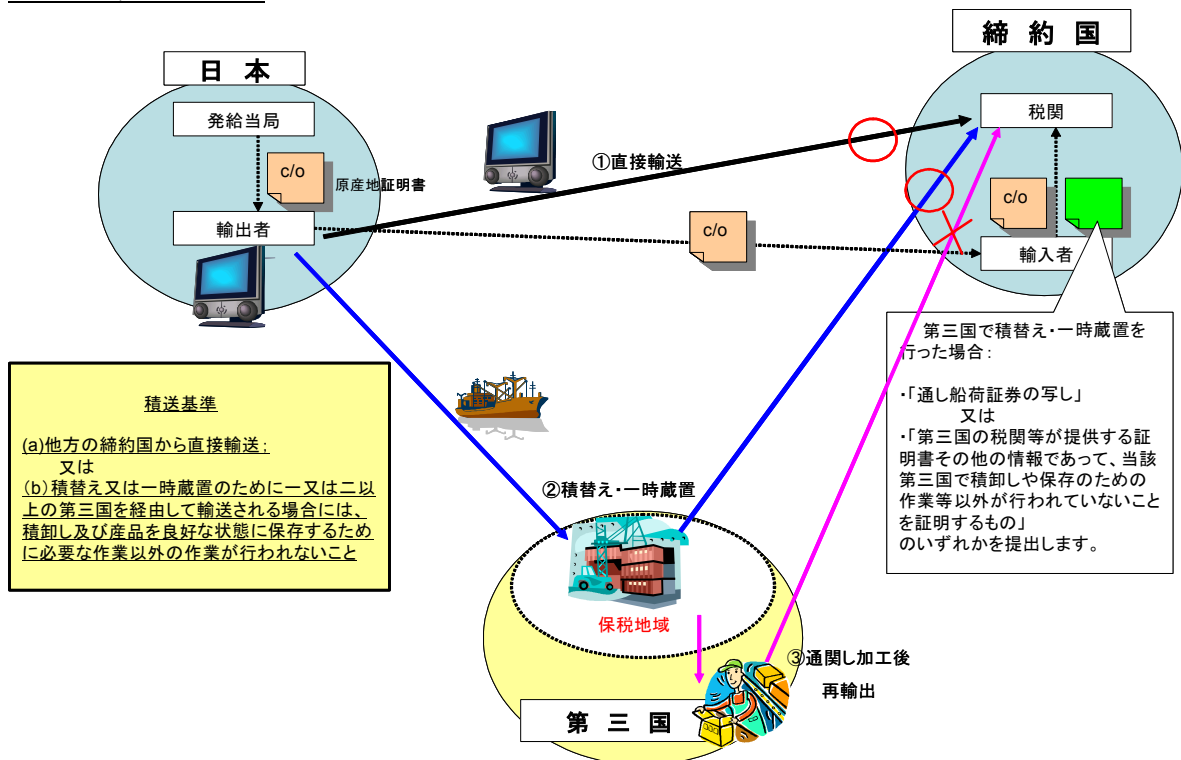 締 約 国
日 本
発給当局
税関
c/o
原産地証明書
①直接輸送
c/o
輸出者
c/o
輸入者
第三国で積替え・一時蔵置を
行った場合：
・「通し船荷証券の写し」
又は
・「第三国の税関等が提供する証
明書その他の情報であって、当該
第三国で積卸しや保存のための
作業等以外が行われていないこと
を証明するもの」
のいずれかを提出します。
積送基準
(a)他方の締約国から直接輸送；
又は
(b)積替え又は一時蔵置のために一又は二以
上の第三国を経由して輸送される場合には、
積卸し及び産品を良好な状態に保存するため
に必要な作業以外の作業が行われないこと
②積替え・一時蔵置
保税地域
③通関し加工後
再輸出
第 三 国